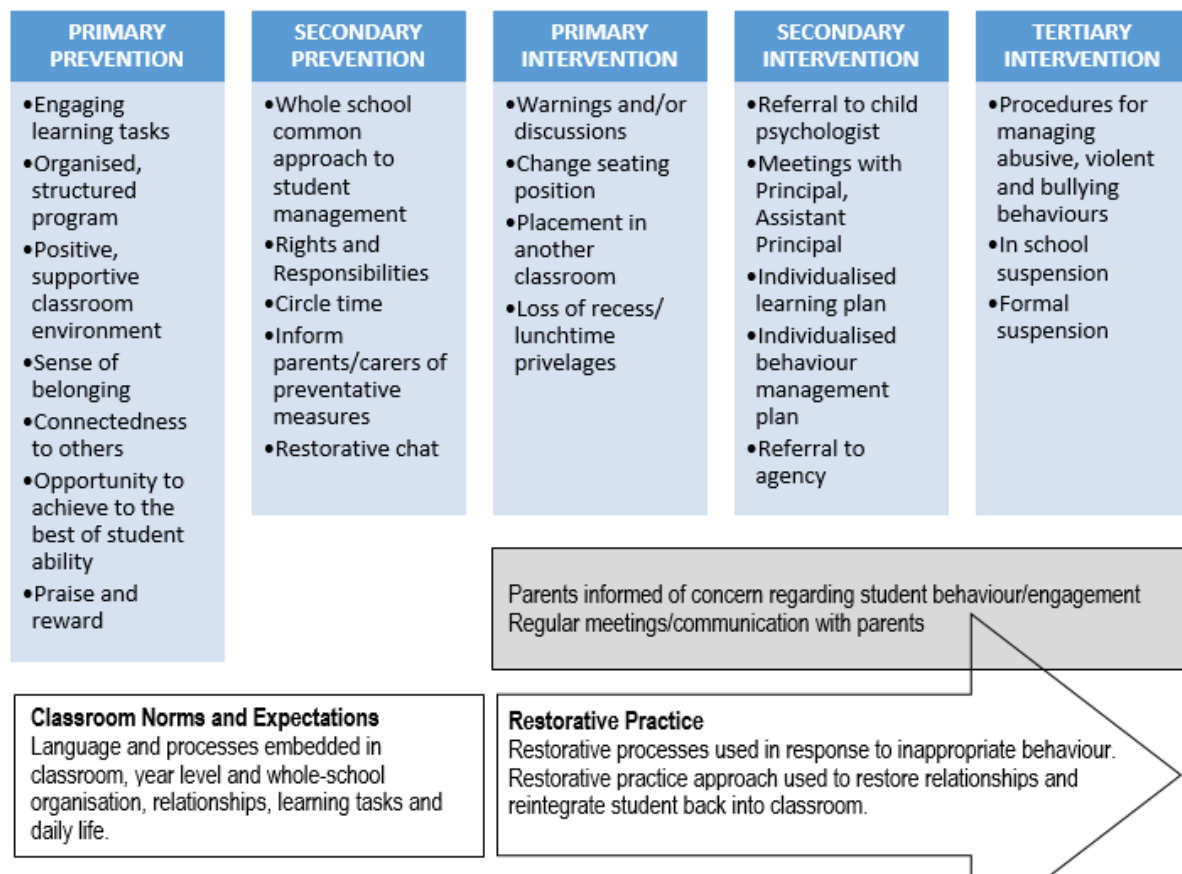 PRIMARY
PREVENTION
•Engaging
learning tasks
•Organised,
structured
program
•Positive,
supportive
classroom
environment
•Sense of
belonging
•Connectedness
to others
•Opportunity to
achieve to the
best of student
ability
•Praise and
reward
SECONDARY
PREVENTION
•Whole school
common
approach to
student
management
•Rights and
Responsibilities
•Circle time
•Inform
parents/carers of
preventative
measures
•Restorative chat
PRIMARY
INTERVENTION
•Warnings and/or
discussions
•Change seating
position
•Placement in
another
classroom
•Loss of recess/
lunchtime
privelages
SECONDARY
INTERVENTION
•Referral to child
psychologist
•Meetings with
Principal,
Assistant
Principal
•Individualised
learning plan
•Individualised
behaviour
management
plan
•Referral to
agency
TERTIARY
INTERVENTION
•Procedures for
managing
abusive, violent
and bullying
behaviours
•In school
suspension
•Formal
suspension
Parents informed of concern regarding student behaviour/engagement
Regular meetings/communication with parents
Classroom Norms and Expectations
Language and processes embedded in
classroom, year level and whole-school
organisation, relationships, learning tasks and
daily life.
Restorative Practice
Restorative processes used in response to inappropriate behaviour.
Restorative practice approach used to restore relationships and
reintegrate student back into classroom.